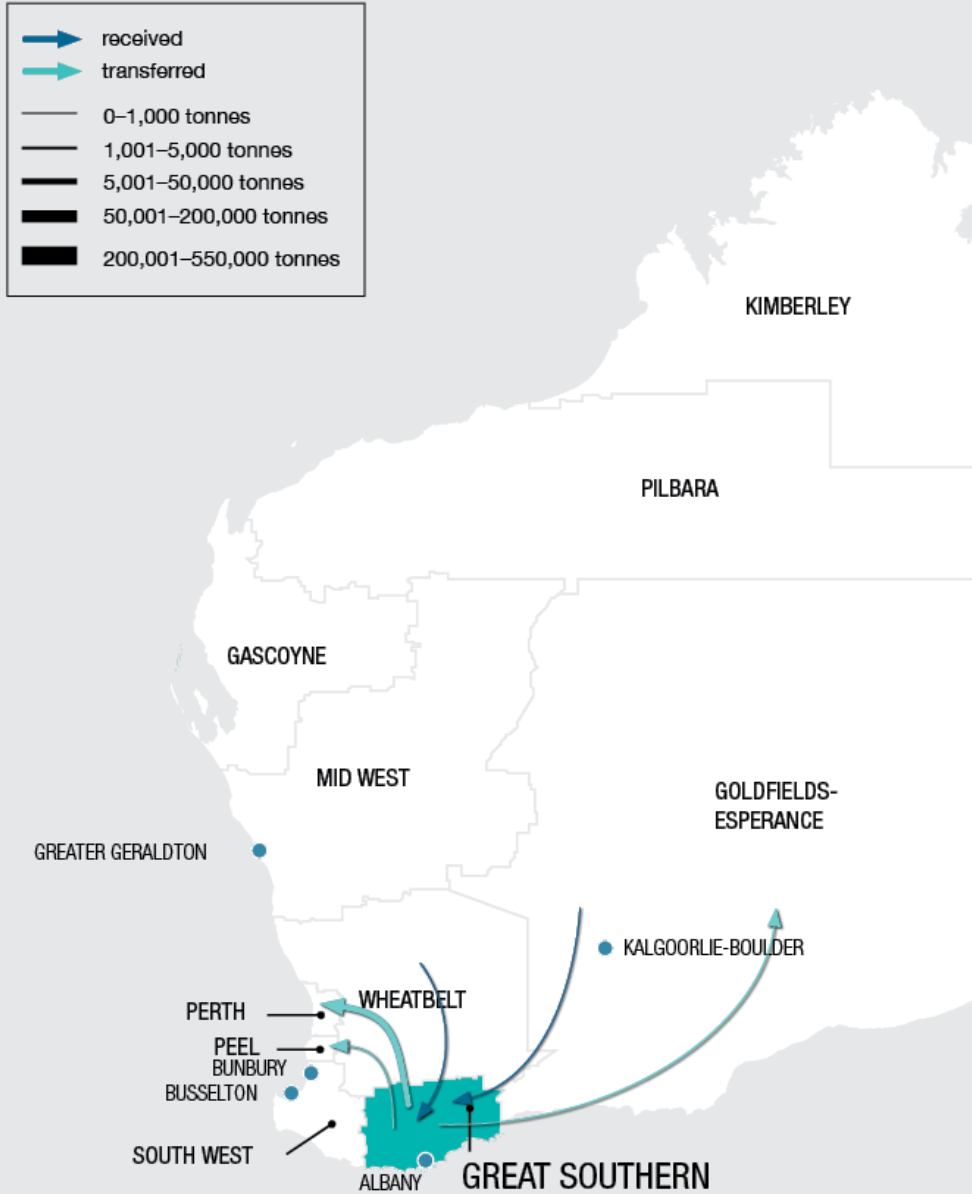 received
transferred
0–1,000 tonnes
1,001–5,000 tonnes
5,001–50,000 tonnes
50,001–200,000 tonnes
200,001–550,000 tonnes
KIMBERLEY
PILBARA
GASCOYNE
MID WEST
GOLDFIELDS-
ESPERANCE
GREATER GERALDTON
KALGOORLIE-BOULDER
WHEATBELT
PERTH
PEEL
BUNBURY
BUSSELTON
SOUTH WEST
ALBANY
GREAT SOUTHERN